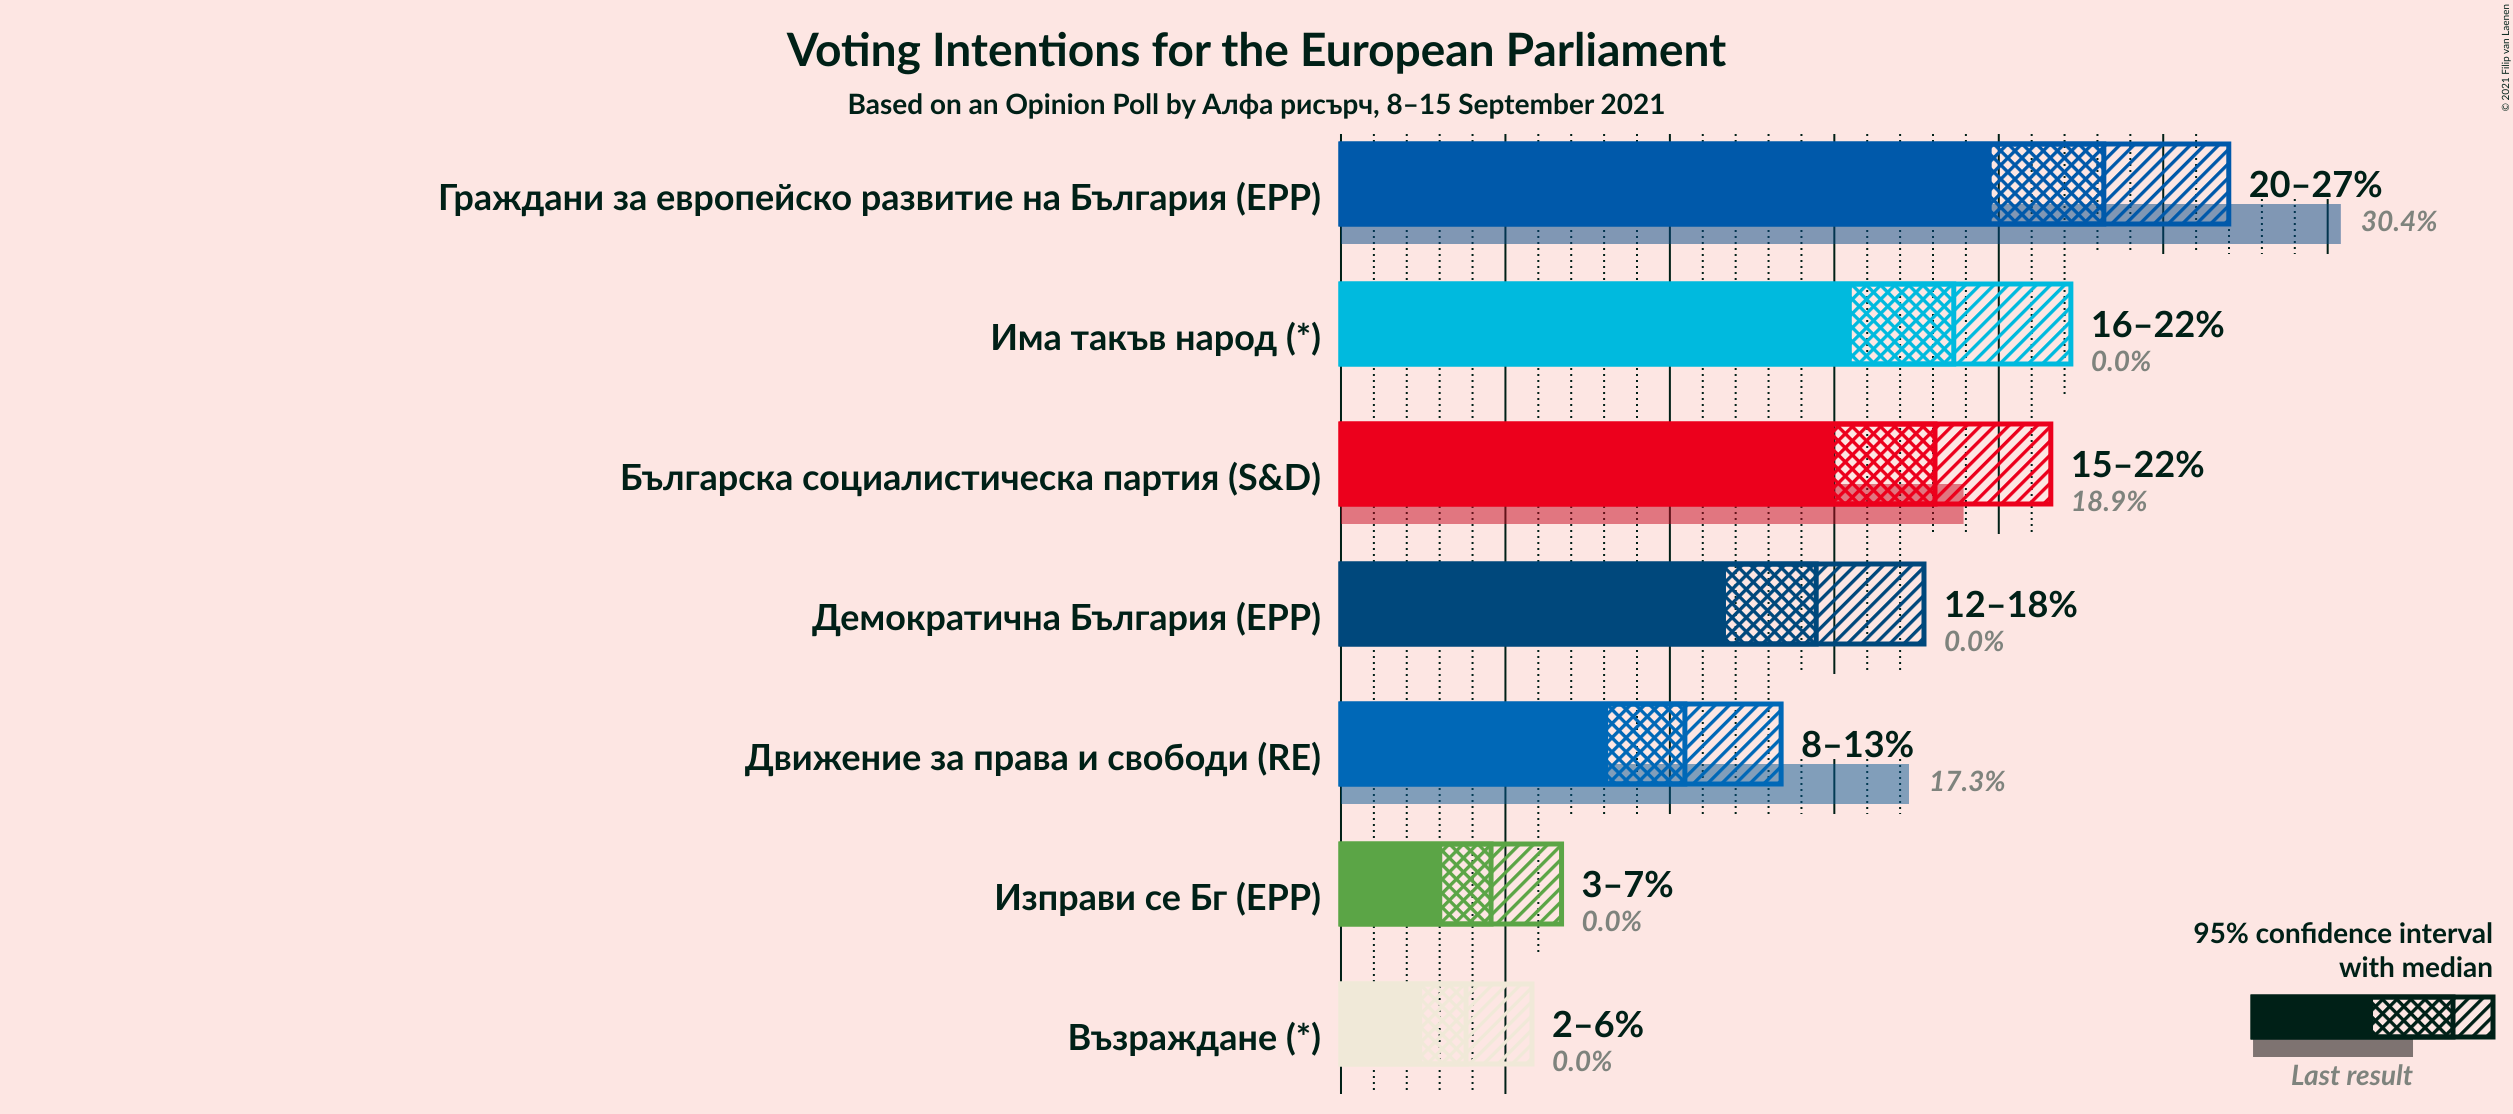 © 2021 Filip van Laenen
Voting Intentions for the European Parliament
Based on an Opinion Poll by Алфа рисърч, 8–15 September 2021
Граждани за европейско развитие на България (EPP)
20–27%
30.4%
Има такъв народ (*)
16–22%
0.0%
Българска социалистическа партия (S&D)
15–22%
18.9%
Демократична България (EPP)
12–18%
0.0%
Движение за права и свободи (RE)
8–13%
17.3%
Изправи се Бг (EPP)
3–7%
0.0%
Възраждане (*)
2–6%
0.0%
95% confidence interval
with median
Last result